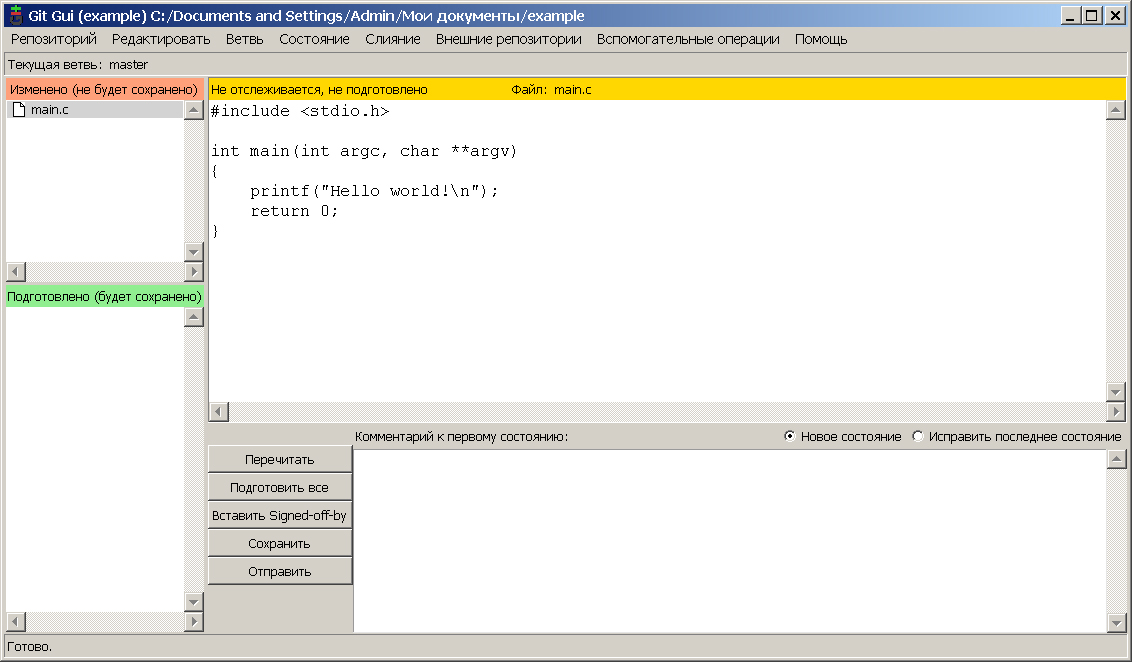 Git Gui (example) C:/Documents and Settings/Admin/Мои документы/example
Репозиторий Редактировать Ветвь Состояние Слияние Внешние репозитории Вспомогательные операции Помощь
Текущая ветвь: master
Изменено (не будет сохранено)
main.c
Не отслеживается, не подготовлено Файл: main.c
#include <stdio.h>
int main(int argc, char **argv)
{
    printf("Hello world!\n");
    return 0;
}
Подготовлено (будет сохранено)
Комментарий к первому состоянию: Новое состояние Исправить последнее состояние
Перечитать
Подготовить все
Вставить Signed-off-by
Сохранить
Отправить
Готово.